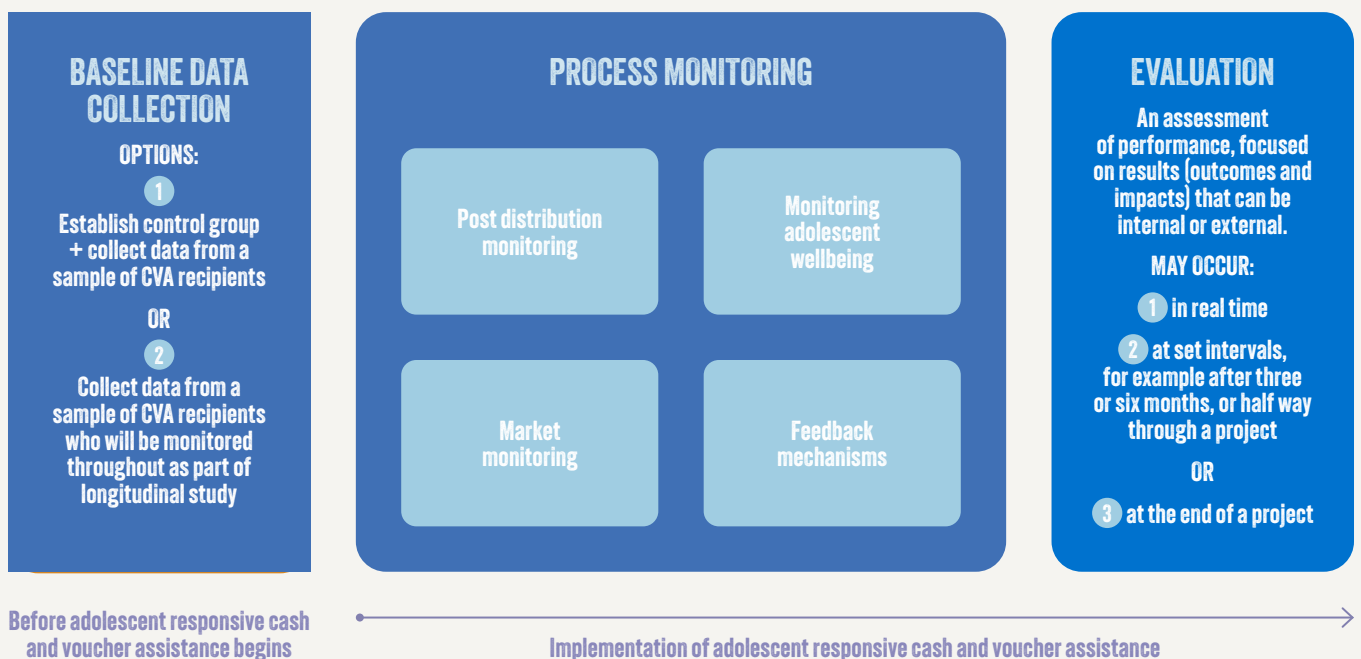 BASELINE DATA
COLLECTION
OPTIONS:
1
Establish control group
+ collect data from a
sample of CVA recipients
OR
2
Collect data from a
sample of CVA recipients
who will be monitored
throughout as part of
longitudinal study
Before adolescent responsive cash
and voucher assistance begins
PROCESS MONITORING
Post distribution
monitoring
Monitoring
adolescent
wellbeing
Market
monitoring
Feedback
mechanisms
EVALUATION
An assessment
of performance, focused
on results (outcomes and
impacts) that can be
internal or external.
MAY OCCUR:
1 in real time
2 at set intervals,
for example after three
or six months, or half way
through a project
OR
3 at the end of a project
Implementation of adolescent responsive cash and voucher assistance